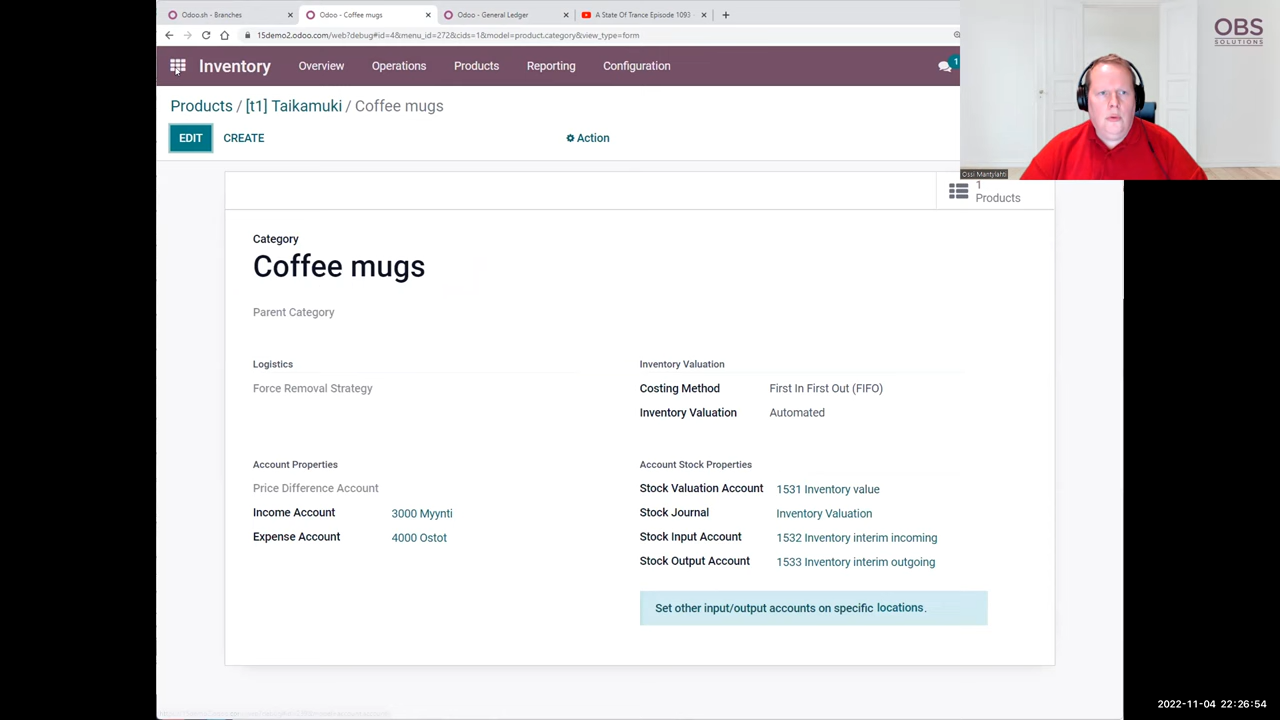 Odoo.sh - Branches
Odoo - Coffee mugs
Odoo - General Ledger
A State Of Trance Episode 1093
15demo2.odoo.com/web?debug#id=4&menu_id=272&cids=1&model=product.category&view_type=form
Inventory
Overview
Operations
Products
Reporting
Configuration
1
OBS
SOLUTIONS
Products / [t1] Taikamuki / Coffee mugs
EDIT
CREATE
Action
Ossi Mantylahti
1
Products
Category
Coffee mugs
Parent Category
Logistics
Force Removal Strategy
Inventory Valuation
Costing Method First In First Out (FIFO)
Inventory Valuation Automated
Account Properties
Price Difference Account
Income Account 3000 Myynti
Expense Account 4000 Ostot
Account Stock Properties
Stock Valuation Account 1531 Inventory value
Stock Journal Inventory Valuation
Stock Input Account 1532 Inventory interim incoming
Stock Output Account 1533 Inventory interim outgoing
Set other input/output accounts on specific locations.
2022-11-04 22:26:54